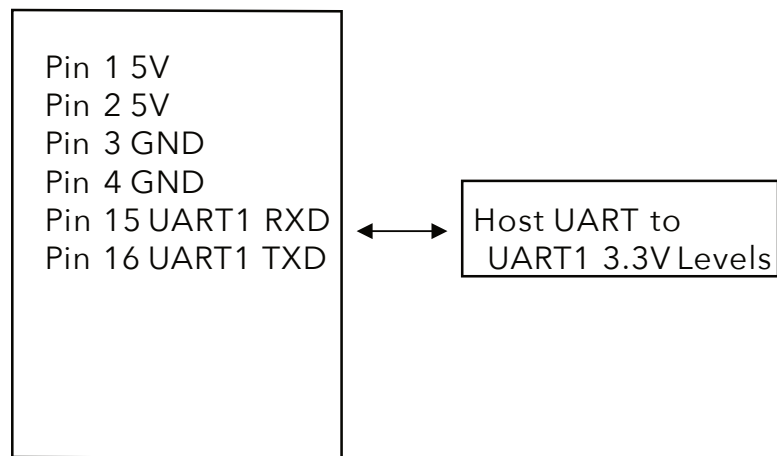 Pin 1 5V
Pin 2 5V
Pin 3 GND
Pin 4 GND
Pin 15 UART1 RXD
Pin 16 UART1 TXD
Host UART to
UART1 3.3V Levels